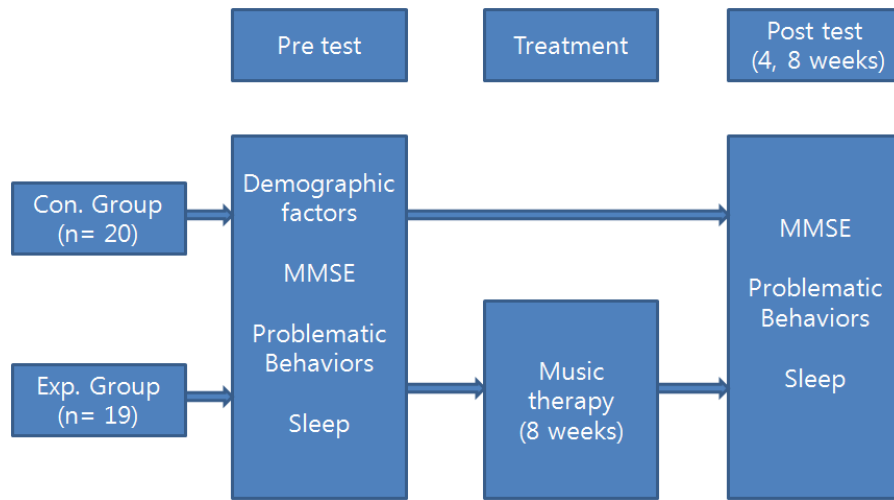 Pre test
Treatment
Post test
(4, 8 weeks)
Con. Group
(n= 20)
Demographic
factors
MMSE
Problematic
Behaviors
Sleep
MMSE
Problematic
Behaviors
Sleep
Exp. Group
(n= 19)
Music
therapy
(8 weeks)